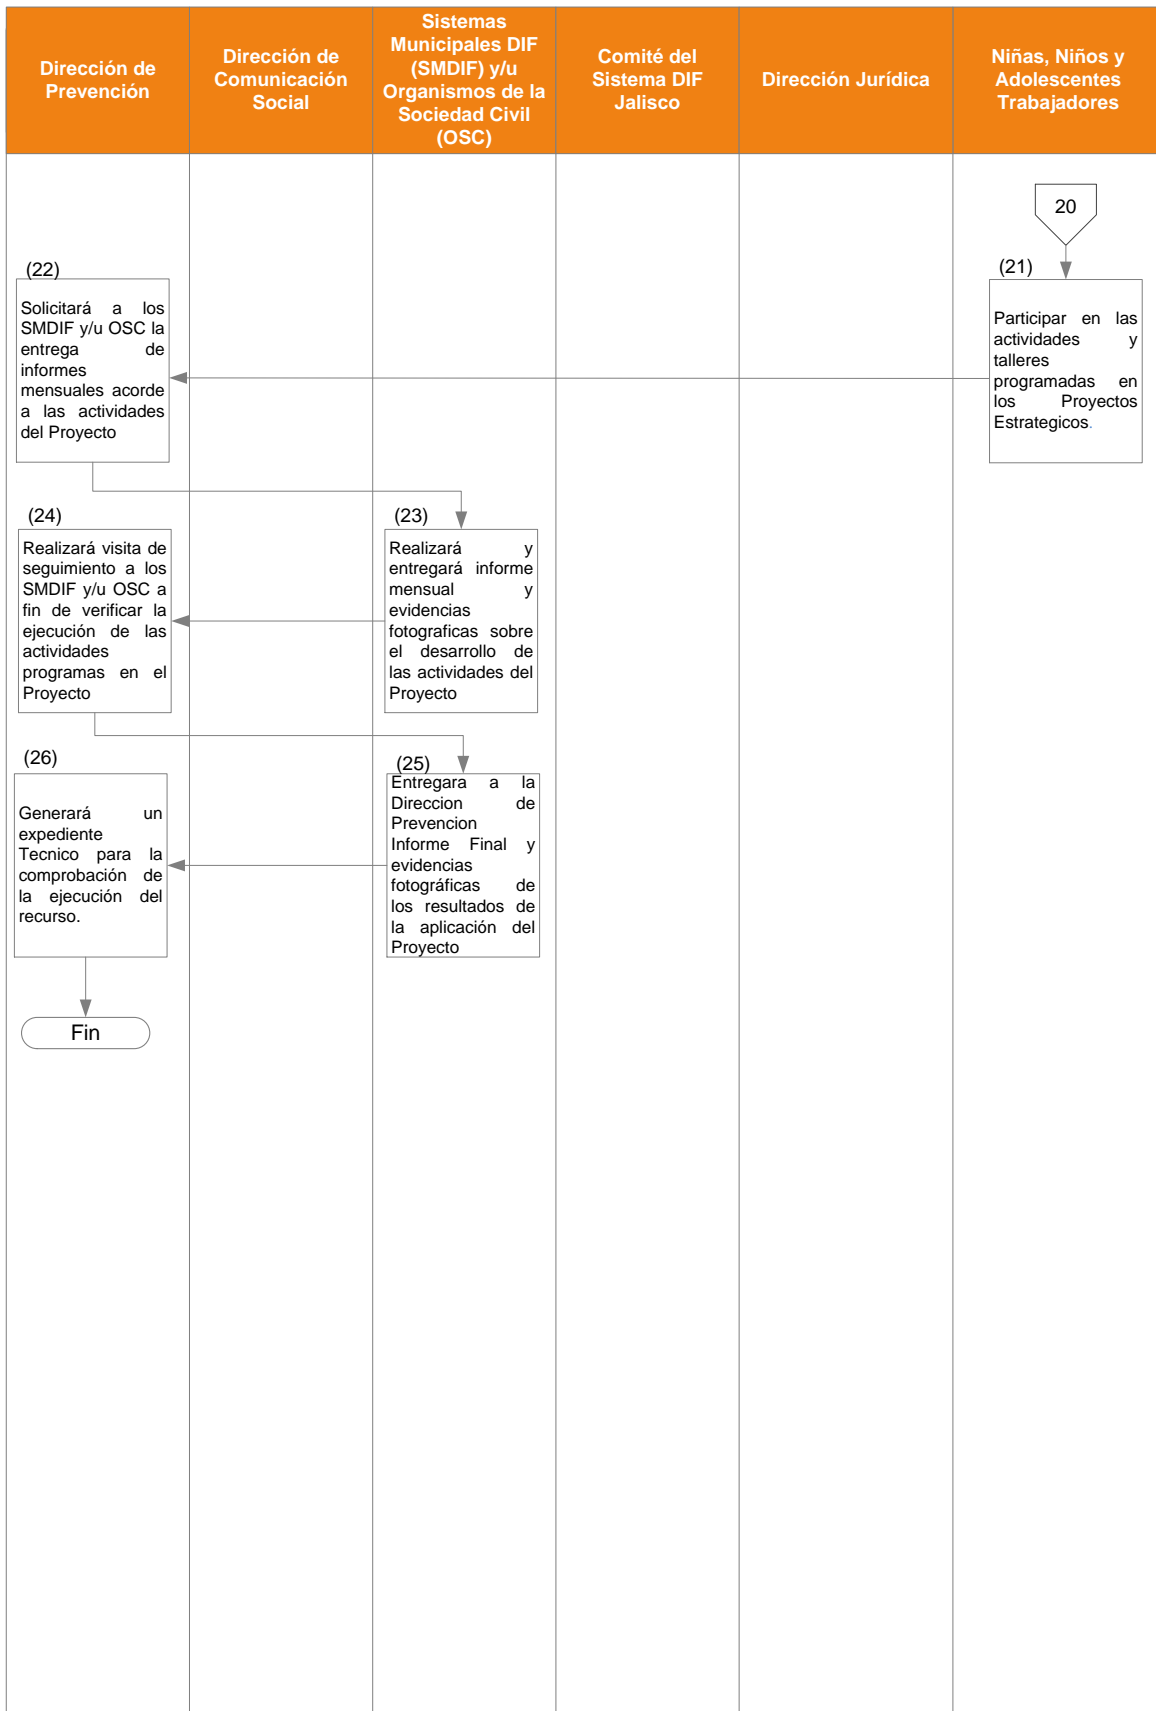 Dirección de
Prevención
Dirección de
Comunicación
Social
Sistemas
Municipales DIF
(SMDIF) y/u
Organismos de la
Sociedad Civil
(OSC)
Comité del
Sistema DIF
Jalisco
Dirección Jurídica
Niñas, Niños y
Adolescentes
Trabajadores
20
(21)
Participar en las
actividades y
talleres
programadas en
los Proyectos
Estrategicos.
(22)
Solicitará a los
SMDIF y/u OSC la
entrega de
informes
mensuales acorde
a las actividades
del Proyecto
(23)
Realizará y
entregará informe
mensual y
evidencias
fotograficas sobre
el desarrollo de
las actividades del
Proyecto
(24)
Realizará visita de
seguimiento a los
SMDIF y/u OSC a
fin de verificar la
ejecución de las
actividades
programas en el
Proyecto
(25)
Entregara a la
Direccion de
Prevencion
Informe Final y
evidencias
fotográficas de
los resultados de
la aplicación del
Proyecto
(26)
Generará un
expediente
Tecnico para la
comprobación de
la ejecución del
recurso.
Fin